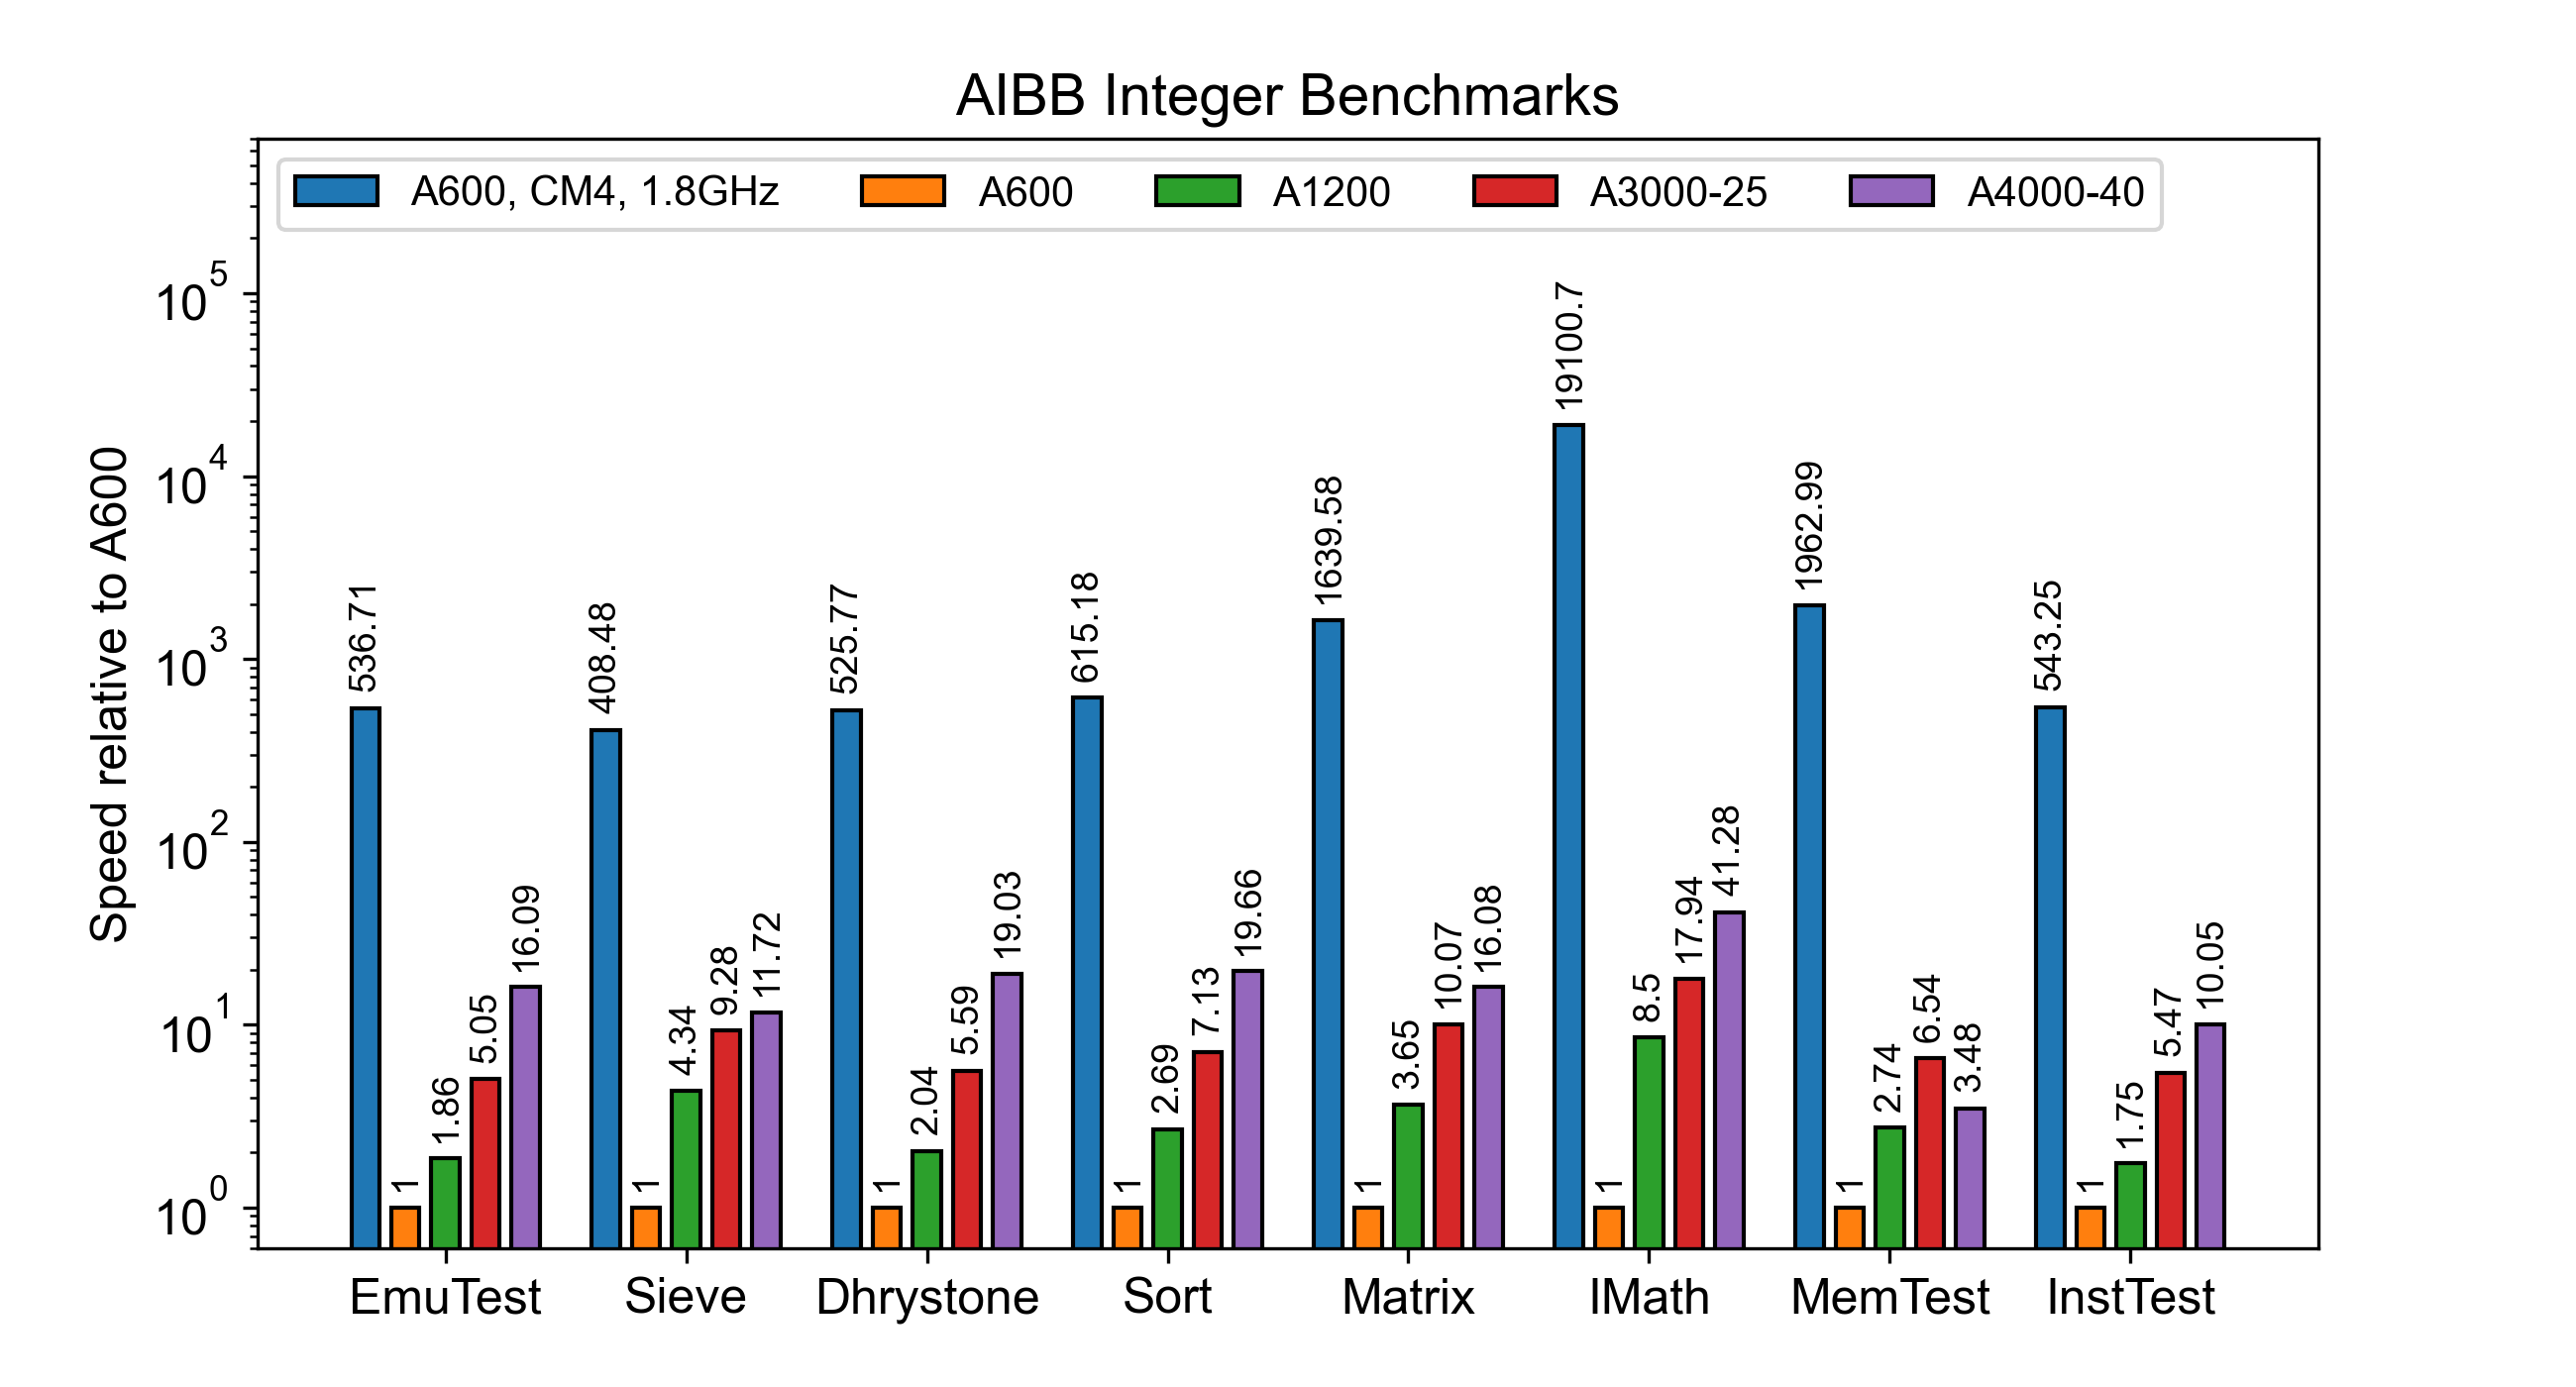 AIBB Integer Benchmarks
A600, CM4, 1.8GHz A600 A1200 A3000-25 A4000-40
Speed relative to A600
10^5
10^4
10^3
10^2
10^1
10^0
536.71 1 1.86 5.05 16.09
408.48 1 4.34 9.28 11.72
525.77 1 2.04 5.59 19.03
615.18 1 2.69 7.13 19.66
1639.58 1 3.65 10.07 16.08
19100.7 1 8.5 17.94 41.28
1962.99 1 2.74 6.54 3.48
543.25 1 1.75 5.47 10.05
EmuTest Sieve Dhrystone Sort Matrix IMath MemTest InstTest